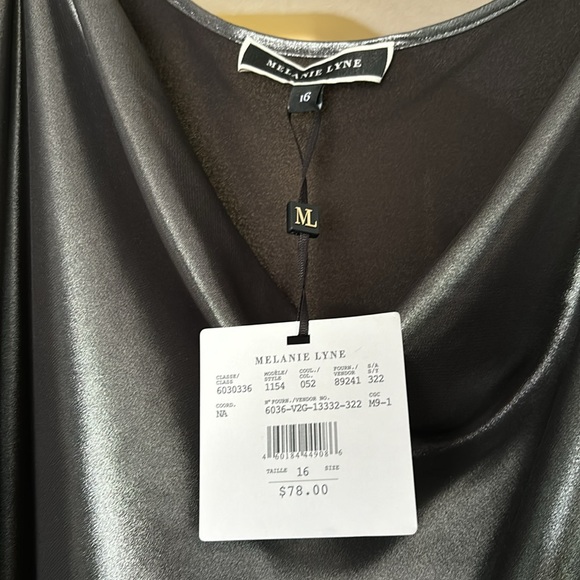 MELANIE LYNE
16
ML
MELANIE LYNE
CLASSE/ MODÈLE/ COUL./ FOURN./ S/A
CLASS STYLE COL. VENDOR S/Y
6030336 1154 052 89241 322
COORD. N° FOURN./VENDOR NO. CGC
NA 6036-V2G-13332-322 M9-1
4 60184 44908 6
TAILLE 16 SIZE
$78.00